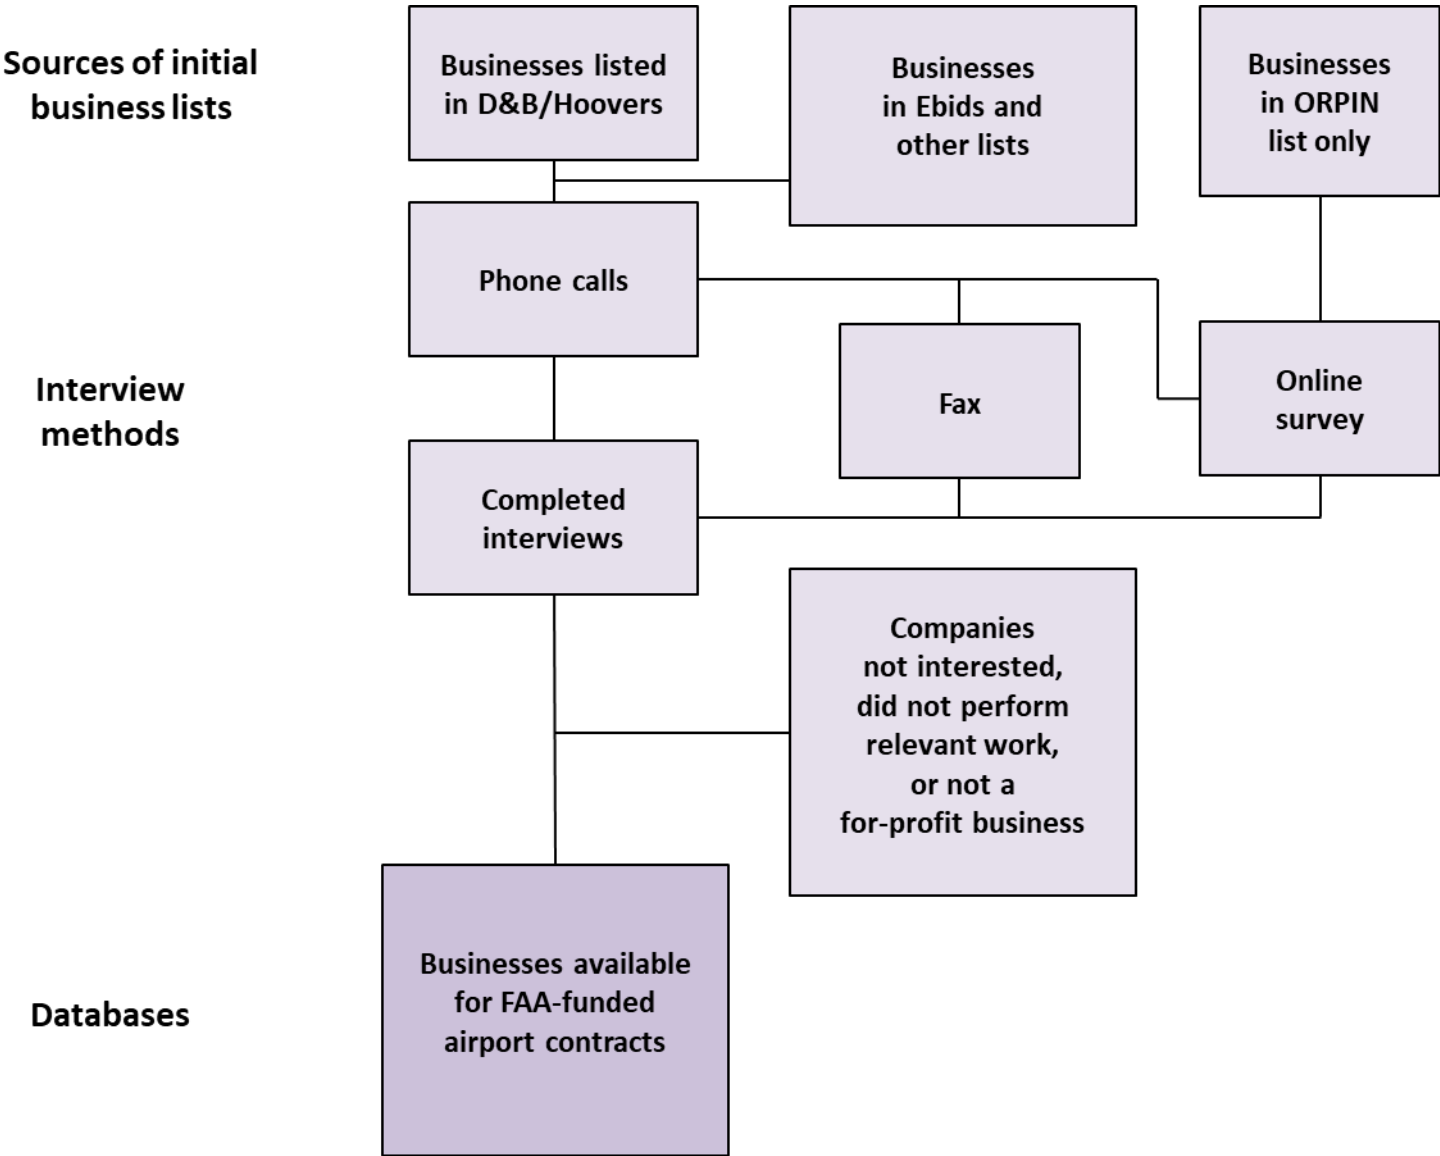 Sources of initial
business lists
Businesses listed
in D&B/Hoovers
Businesses
in Ebids and
other lists
Businesses
in ORPIN
list only
Phone calls
Interview
methods
Fax
Online
survey
Completed
interviews
Companies
not interested,
did not perform
relevant work,
or not a
for-profit business
Databases
Businesses available
for FAA-funded
airport contracts